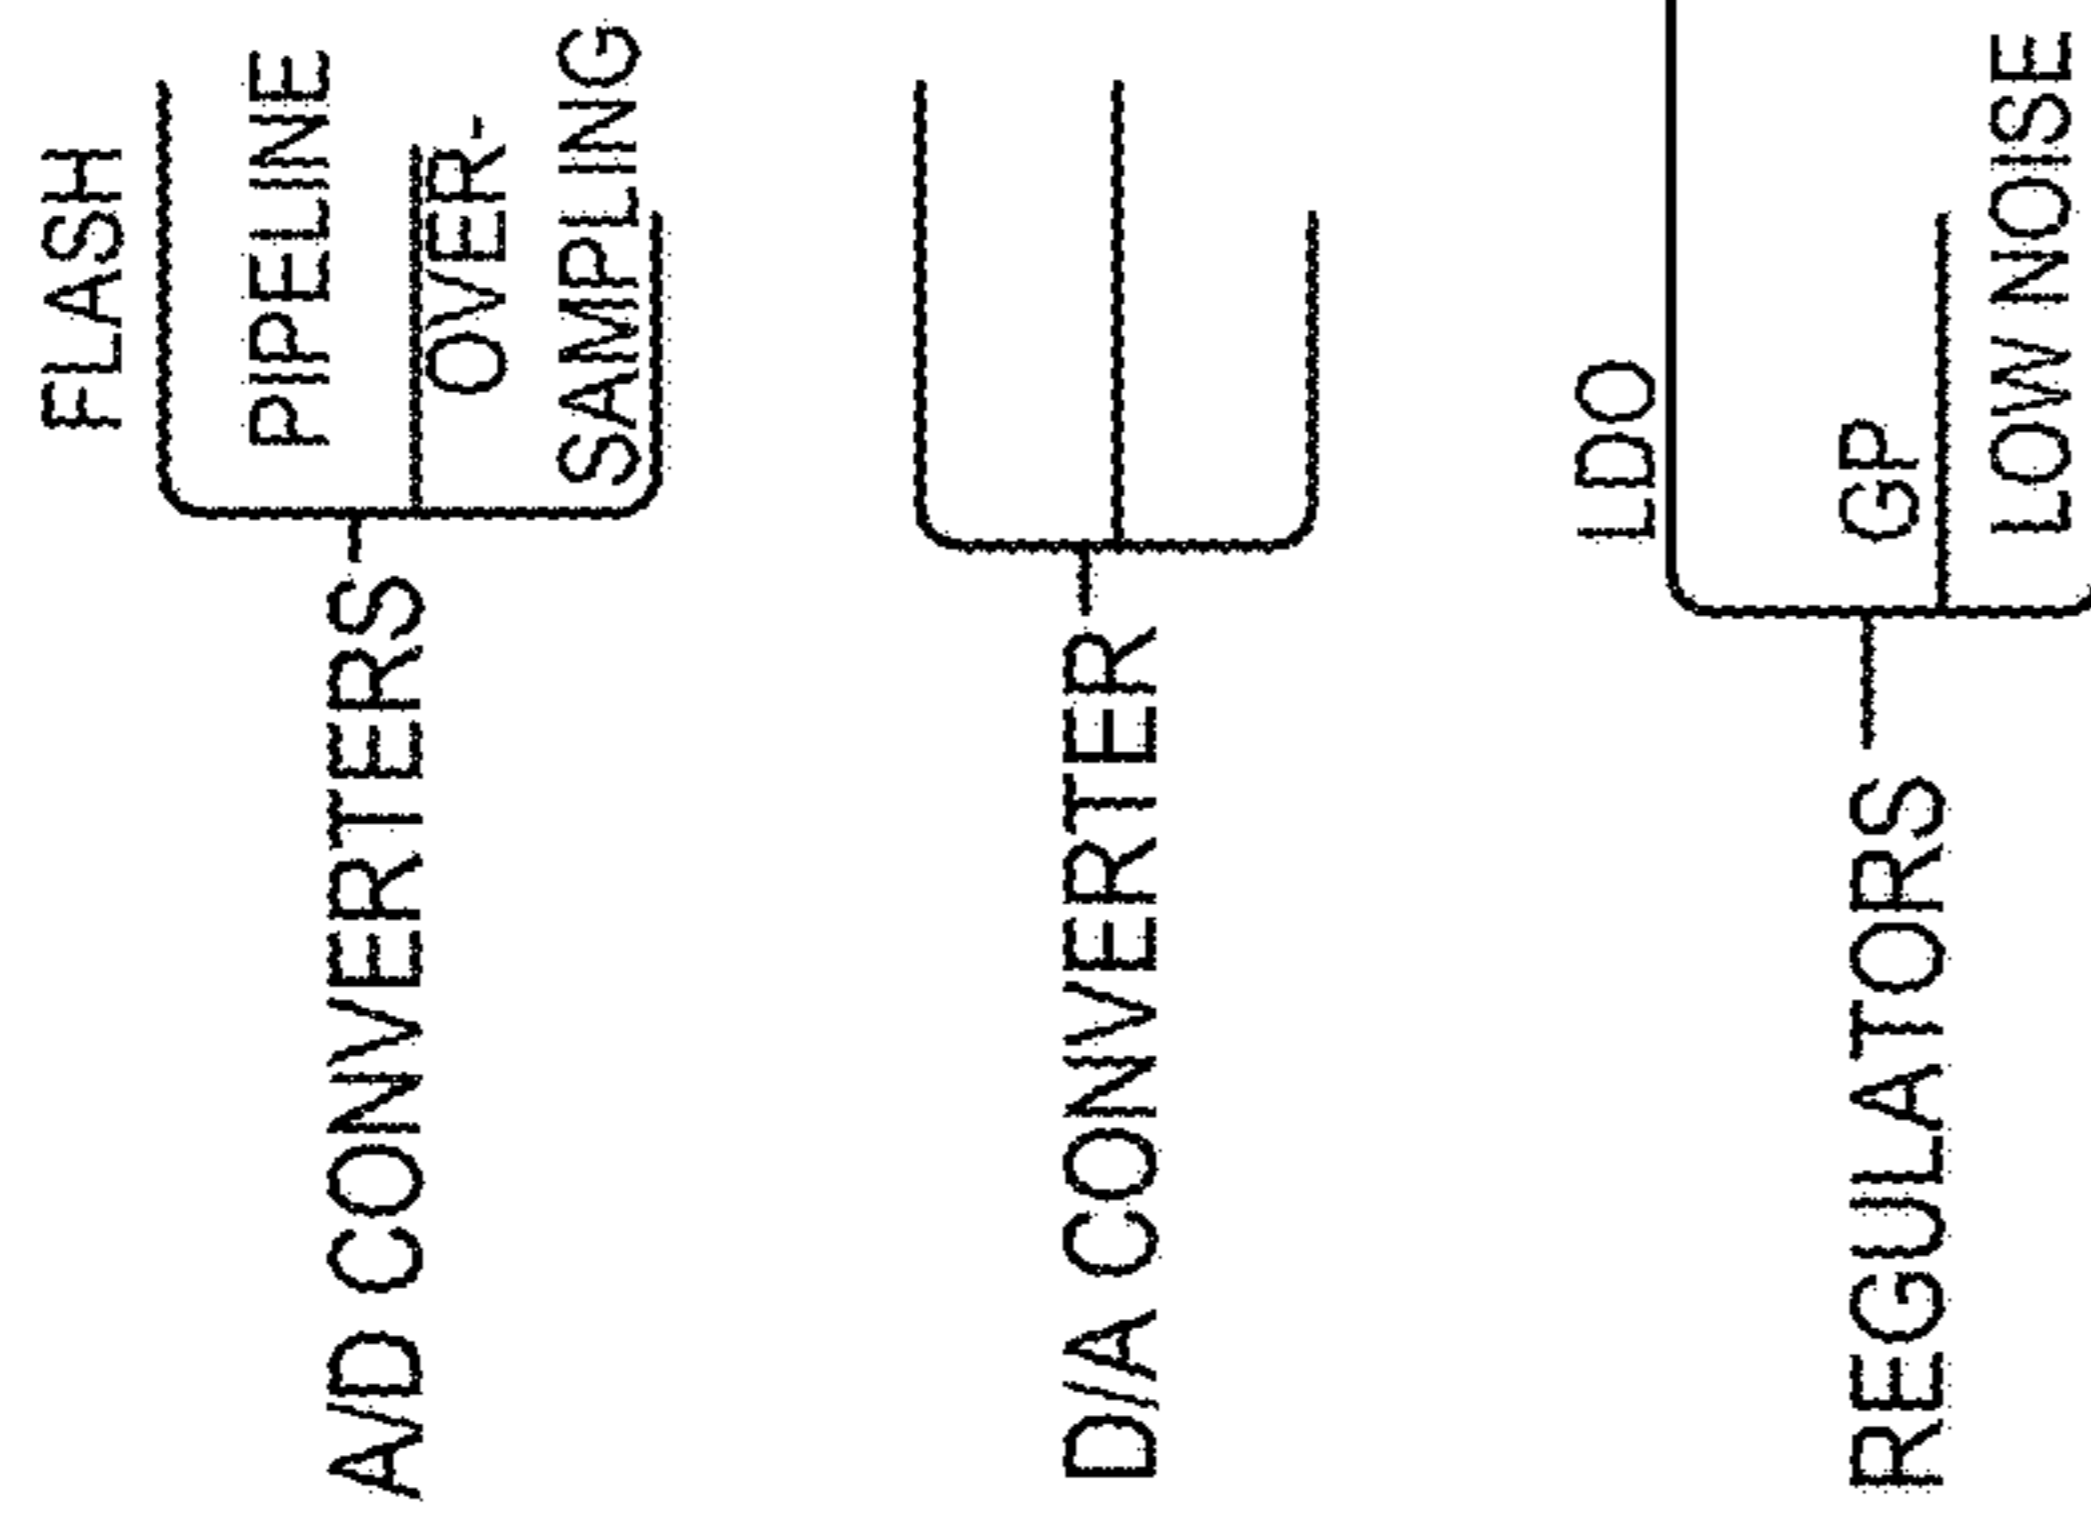 FLASH
PIPELINE
OVER-
SAMPLING
A/D CONVERTERS
D/A CONVERTER
LDO
GP
LOW NOISE
REGULATORS